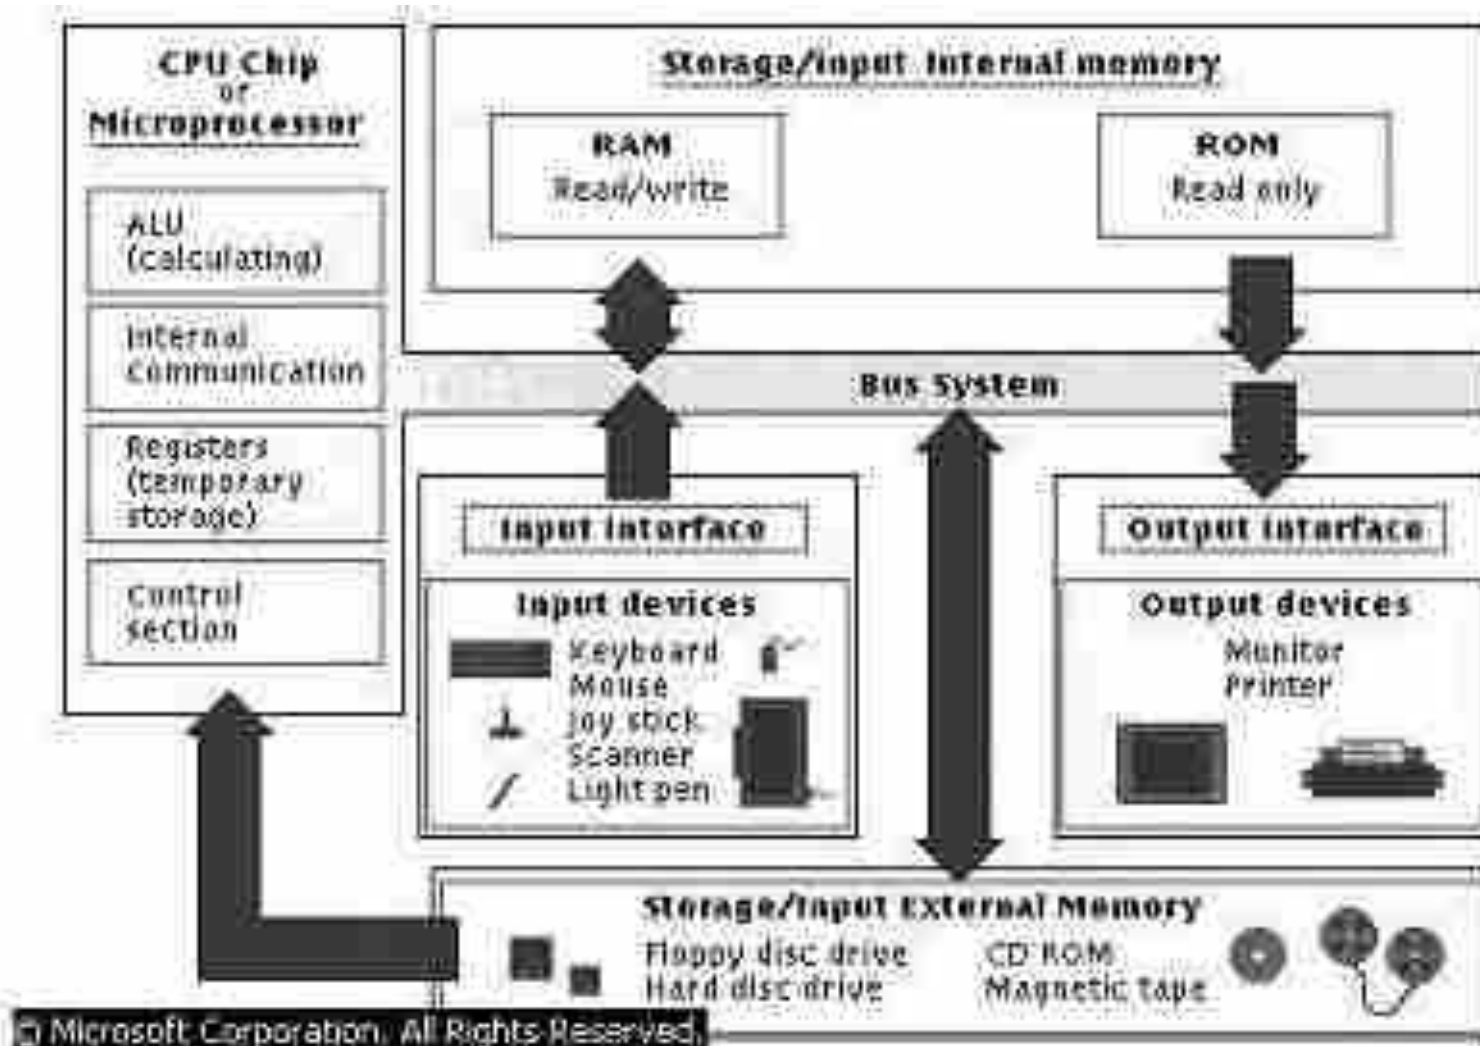 CPU Chip
or
Microprocessor
ALU
(calculating)
Internal
communication
Registers
(temporary
storage)
Control
section
Storage/input Internal memory
RAM
Read/write
ROM
Read only
Bus System
Input interface
Input devices
Keyboard
Mouse
Joy stick
Scanner
Light pen
Output interface
Output devices
Monitor
Printer
Storage/Input External Memory
Floppy disc drive
Hard disc drive
CD ROM
Magnetic tape
© Microsoft Corporation. All Rights Reserved.